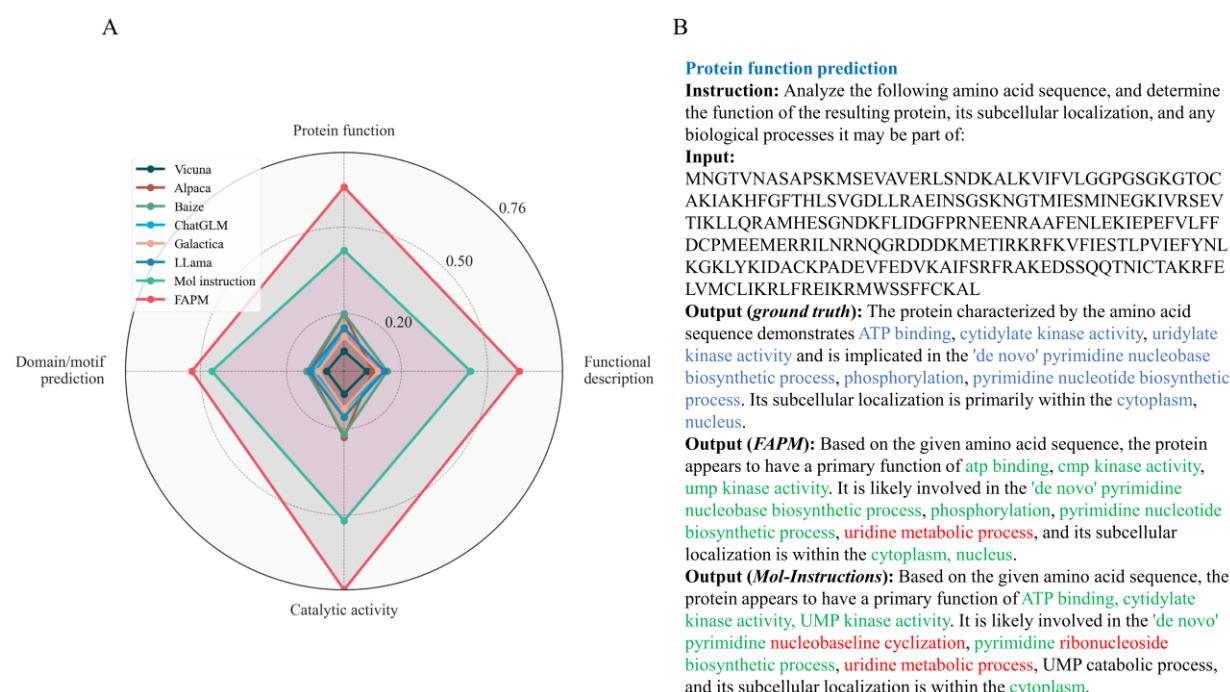 A
Protein function
Vicuna
Alpaca
Baize
ChatGLM
Galactica
LLama
Mol instruction
FAPM
0.76
0.50
0.20
Domain/motif
prediction
Functional
description
Catalytic activity
B
Protein function prediction
Instruction: Analyze the following amino acid sequence, and determine
the function of the resulting protein, its subcellular localization, and any
biological processes it may be part of:
Input:
MNGTVNASAPSKMSEVAVERLSNDKALKVIFVLGGPGSGKGTOC
AKIAKHFGFTHLSVGDLLRAEINSGSKNGTMIESMINEGKIVRSEV
TIKLLQRAMHESGNDKFLIDGFPRNEENRAAFENLEKIEPEFVLFF
DCPMEEMERRILNRNQGRDDDKMETIRKRFKVFIESTLPVIEFYNL
KGKLYKIDACKPADEVFEDVKAIFSRFRAKEDSSQQTNICTAKRFE
LVMCLIKRLFREIKRMWSSFFCKAL
Output (ground truth): The protein characterized by the amino acid
sequence demonstrates ATP binding, cytidylate kinase activity, uridylate
kinase activity and is implicated in the 'de novo' pyrimidine nucleobase
biosynthetic process, phosphorylation, pyrimidine nucleotide biosynthetic
process. Its subcellular localization is primarily within the cytoplasm,
nucleus.
Output (FAPM): Based on the given amino acid sequence, the protein
appears to have a primary function of atp binding, cmp kinase activity,
ump kinase activity. It is likely involved in the 'de novo' pyrimidine
nucleobase biosynthetic process, phosphorylation, pyrimidine nucleotide
biosynthetic process, uridine metabolic process, and its subcellular
localization is within the cytoplasm, nucleus.
Output (Mol-Instructions): Based on the given amino acid sequence, the
protein appears to have a primary function of ATP binding, cytidylate
kinase activity, UMP kinase activity. It is likely involved in the 'de novo'
pyrimidine nucleobaseline cyclization, pyrimidine ribonucleoside
biosynthetic process, uridine metabolic process, UMP catabolic process,
and its subcellular localization is within the cytoplasm.